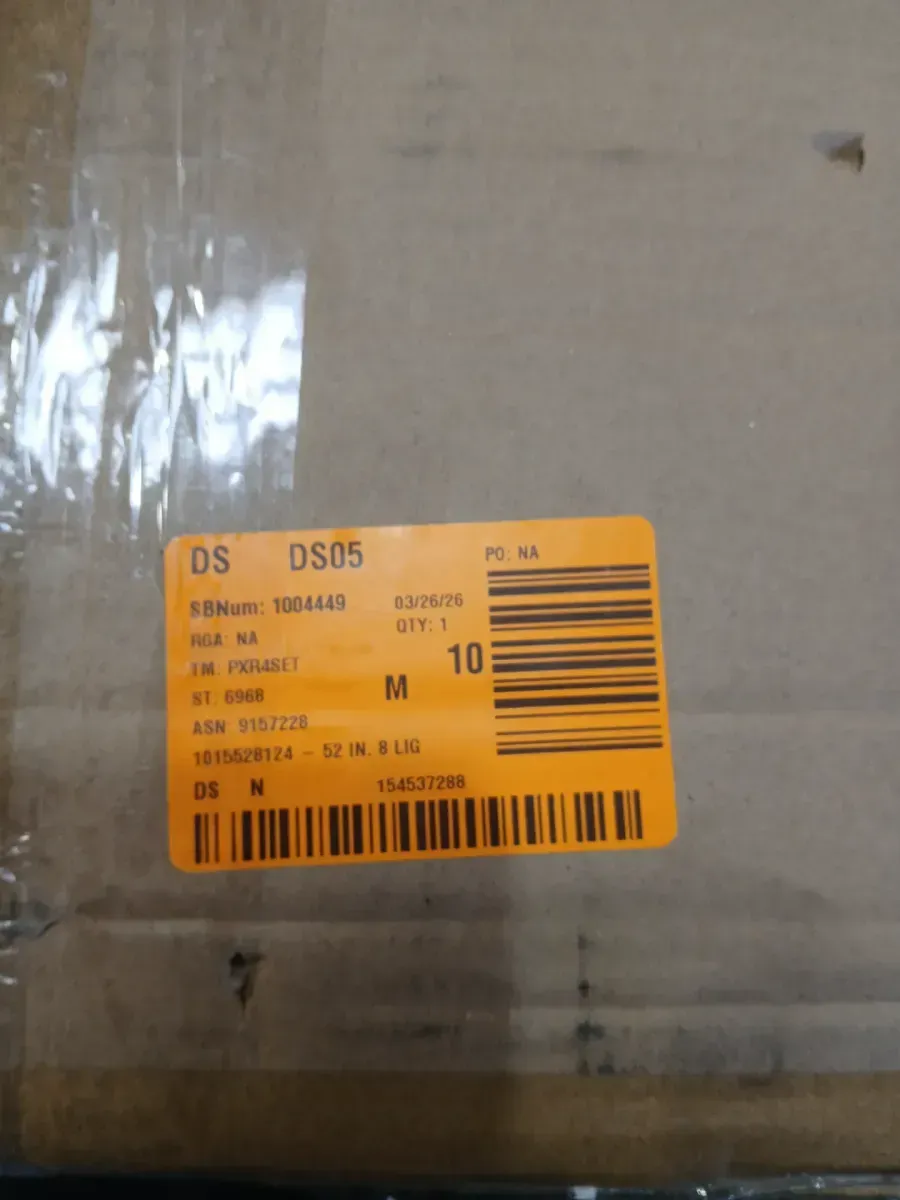 DS DS05 PO: NA
SBNum: 1004449 03/26/26
RGA: NA QTY: 1
TM: PXR4SET 10
ST: 6968 M
ASN: 9157228
1015528124 - 52 IN. 8 LIG
DS N 154537288